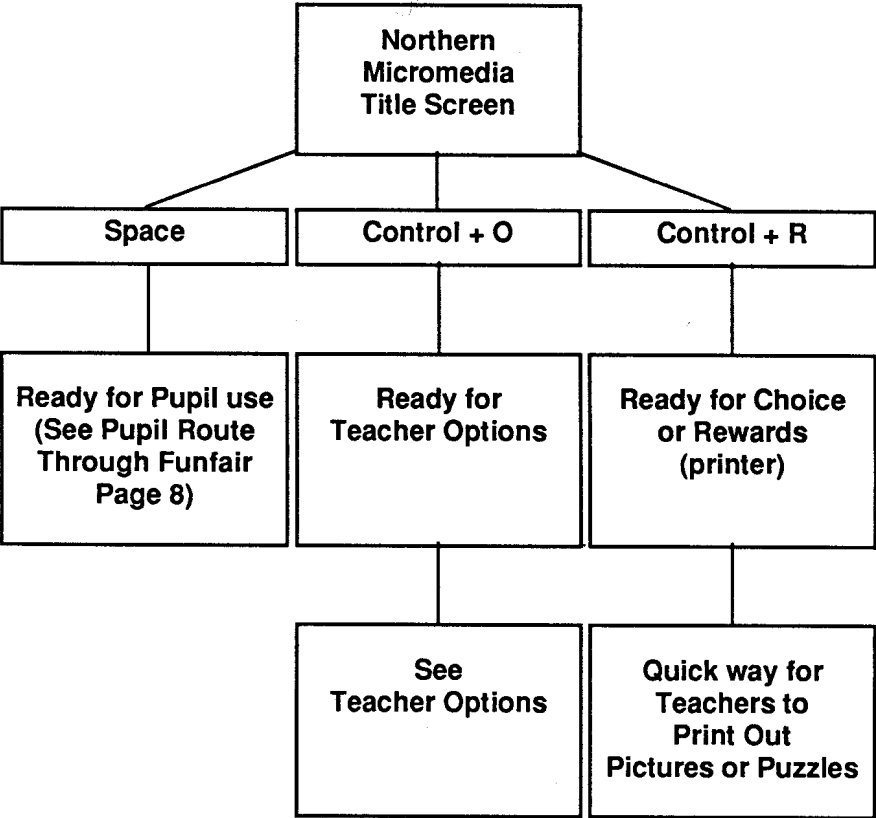 Northern
Micromedia
Title Screen
Space
Control + O
Control + R
Ready for Pupil use
(See Pupil Route
Through Funfair
Page 8)
Ready for
Teacher Options
Ready for Choice
or Rewards
(printer)
See
Teacher Options
Quick way for
Teachers to
Print Out
Pictures or Puzzles